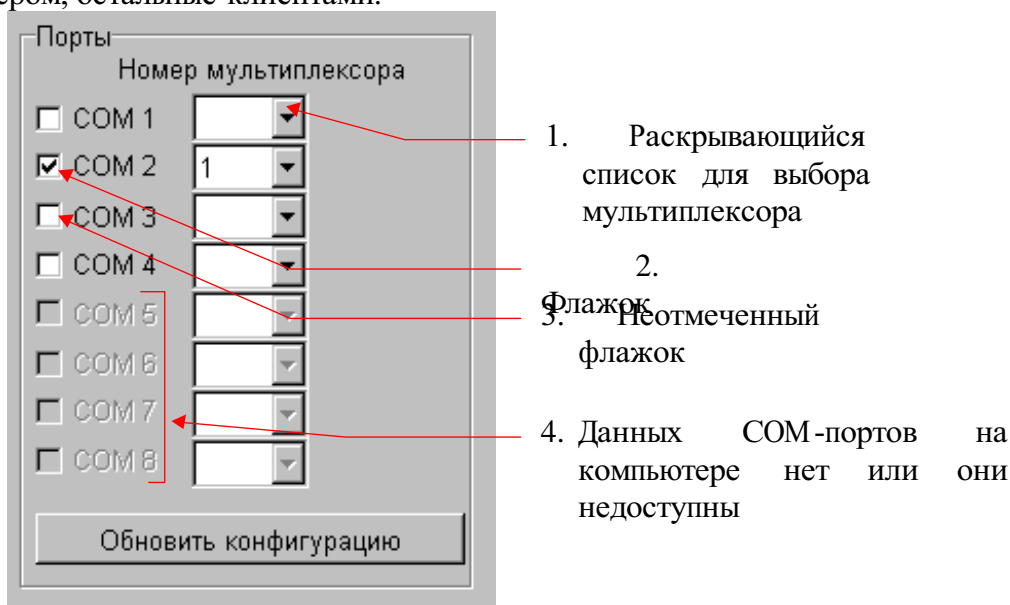 ером, остальные клиентами.
Порты
Номер мультиплексора
COM 1
COM 2 1
COM 3
COM 4
COM 5
COM 6
COM 7
COM 8
Обновить конфигурацию
1. Раскрывающийся
список для выбора
мультиплексора
2.
Флажок
3. Неотмеченный
флажок
4. Данных COM-портов на
компьютере нет или они
недоступны